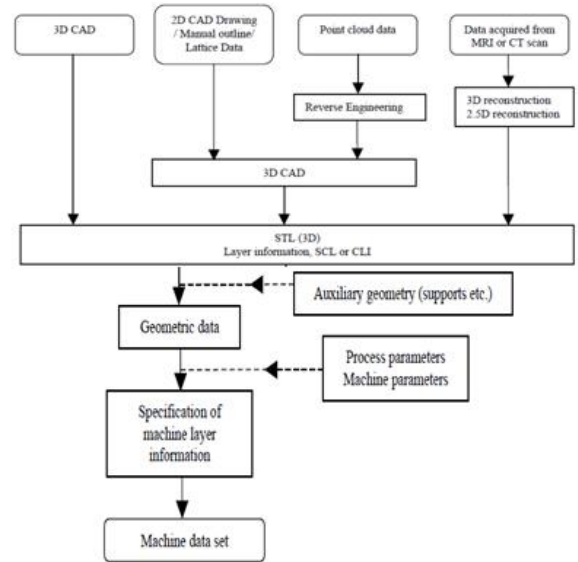 3D CAD
2D CAD Drawing
/ Manual outline/
Lattice Data
Point cloud data
Data acquired from
MRI or CT scan
Reverse Engineering
3D reconstruction
2.5D reconstruction
3D CAD
STL (3D)
Layer information, SCL or CLI
Auxiliary geometry (supports etc.)
Geometric data
Process parameters
Machine parameters
Specification of
machine layer
information
Machine data set